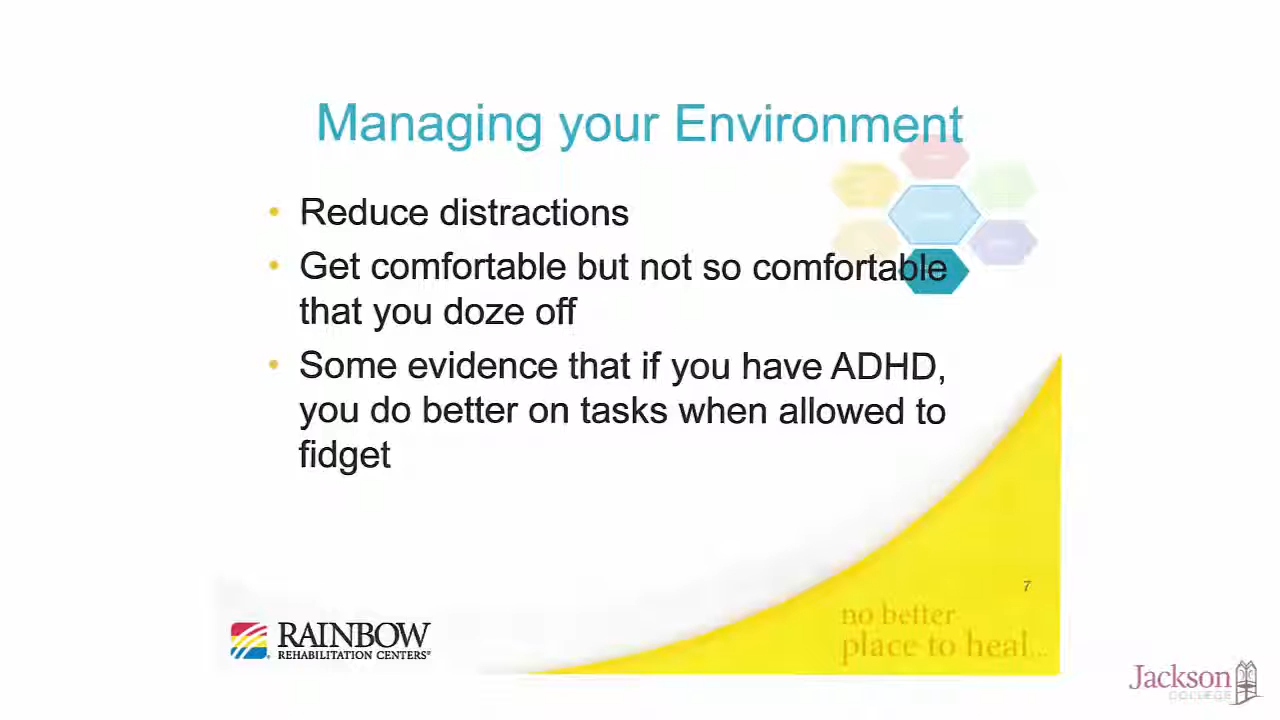 Managing your Environment
• Reduce distractions
• Get comfortable but not so comfortable
that you doze off
• Some evidence that if you have ADHD,
you do better on tasks when allowed to
fidget
7
no better
place to heal...
RAINBOW
REHABILITATION CENTERS®
Jackson
COLLEGE